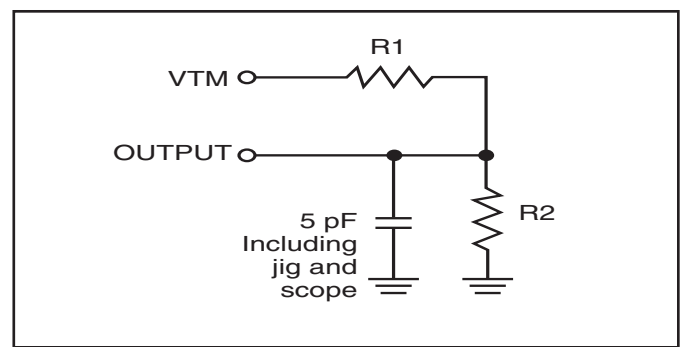 R1
VTM
OUTPUT
R2
5 pF
Including
jig and
scope